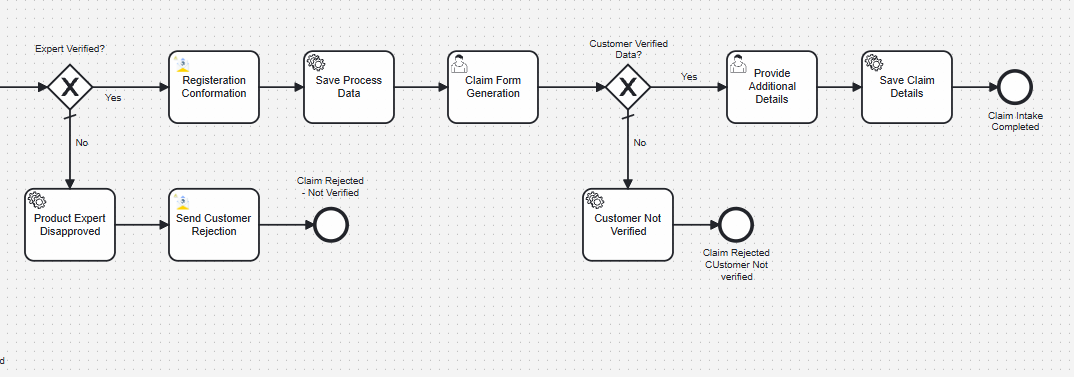 Expert Verified?
Yes
No
Registeration
Conformation
Save Process
Data
Claim Form
Generation
Customer Verified
Data?
Yes
No
Provide
Additional
Details
Save Claim
Details
Claim Intake
Completed
Product Expert
Disapproved
Send Customer
Rejection
Claim Rejected
- Not Verified
Customer Not
Verified
Claim Rejected
CUstomer Not
verified
d